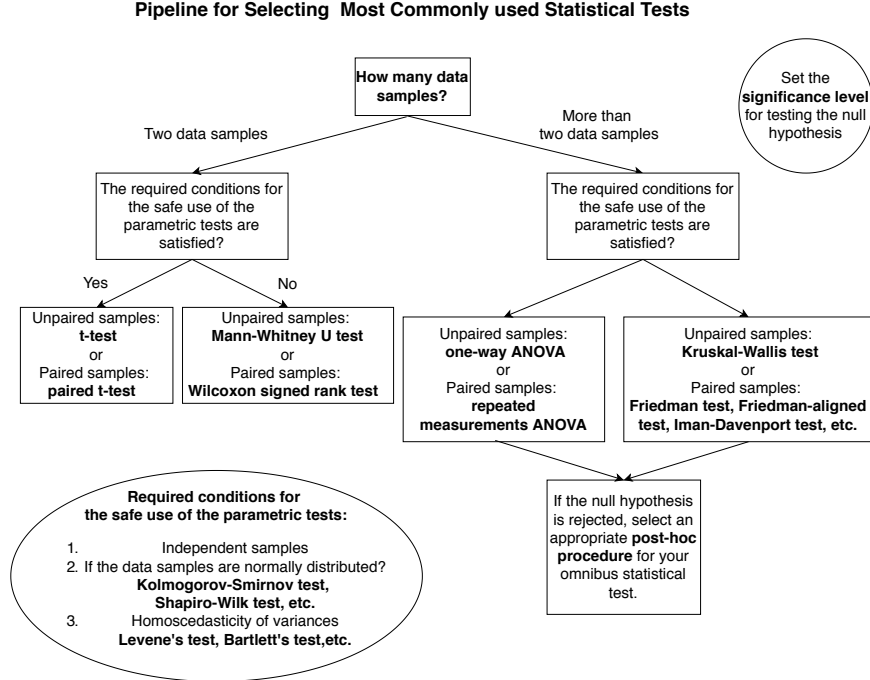 Pipeline for Selecting Most Commonly used Statistical Tests
How many data
samples?
Set the
significance level
for testing the null
hypothesis
Two data samples
More than
two data samples
The required conditions for
the safe use of the
parametric tests are
satisfied?
The required conditions for
the safe use of the
parametric tests are
satisfied?
Yes
No
Unpaired samples:
t-test
or
Paired samples:
paired t-test
Unpaired samples:
Mann-Whitney U test
or
Paired samples:
Wilcoxon signed rank test
Unpaired samples:
one-way ANOVA
or
Paired samples:
repeated
measurements ANOVA
Unpaired samples:
Kruskal-Wallis test
or
Paired samples:
Friedman test, Friedman-aligned
test, Iman-Davenport test, etc.
Required conditions for
the safe use of the parametric tests:
1. Independent samples
2. If the data samples are normally distributed?
Kolmogorov-Smirnov test,
Shapiro-Wilk test, etc.
3. Homoscedasticity of variances
Levene's test, Bartlett's test,etc.
If the null hypothesis
is rejected, select an
appropriate post-hoc
procedure for your
omnibus statistical
test.